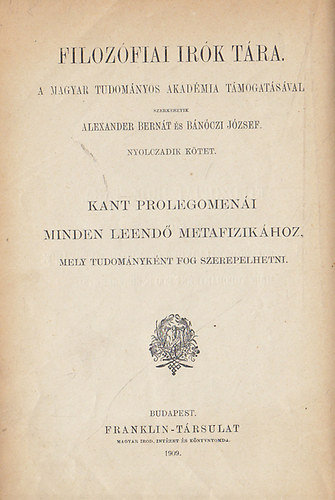 FILOZÓFIAI IRÓK TÁRA.
A MAGYAR TUDOMÁNYOS AKADÉMIA TÁMOGATÁSÁVAL
SZERKESZTIK
ALEXANDER BERNÁT ÉS BÁNÓCZI JÓZSEF.
NYOLCZADIK KÖTET.
KANT PROLEGOMENÁI
MINDEN LEENDŐ METAFIZIKÁHOZ,
MELY TUDOMÁNYKÉNT FOG SZEREPELHETNI.
BUDAPEST.
FRANKLIN-TÁRSULAT
MAGYAR IROD. INTÉZET ÉS KÖNYVNYOMDA.
1909.